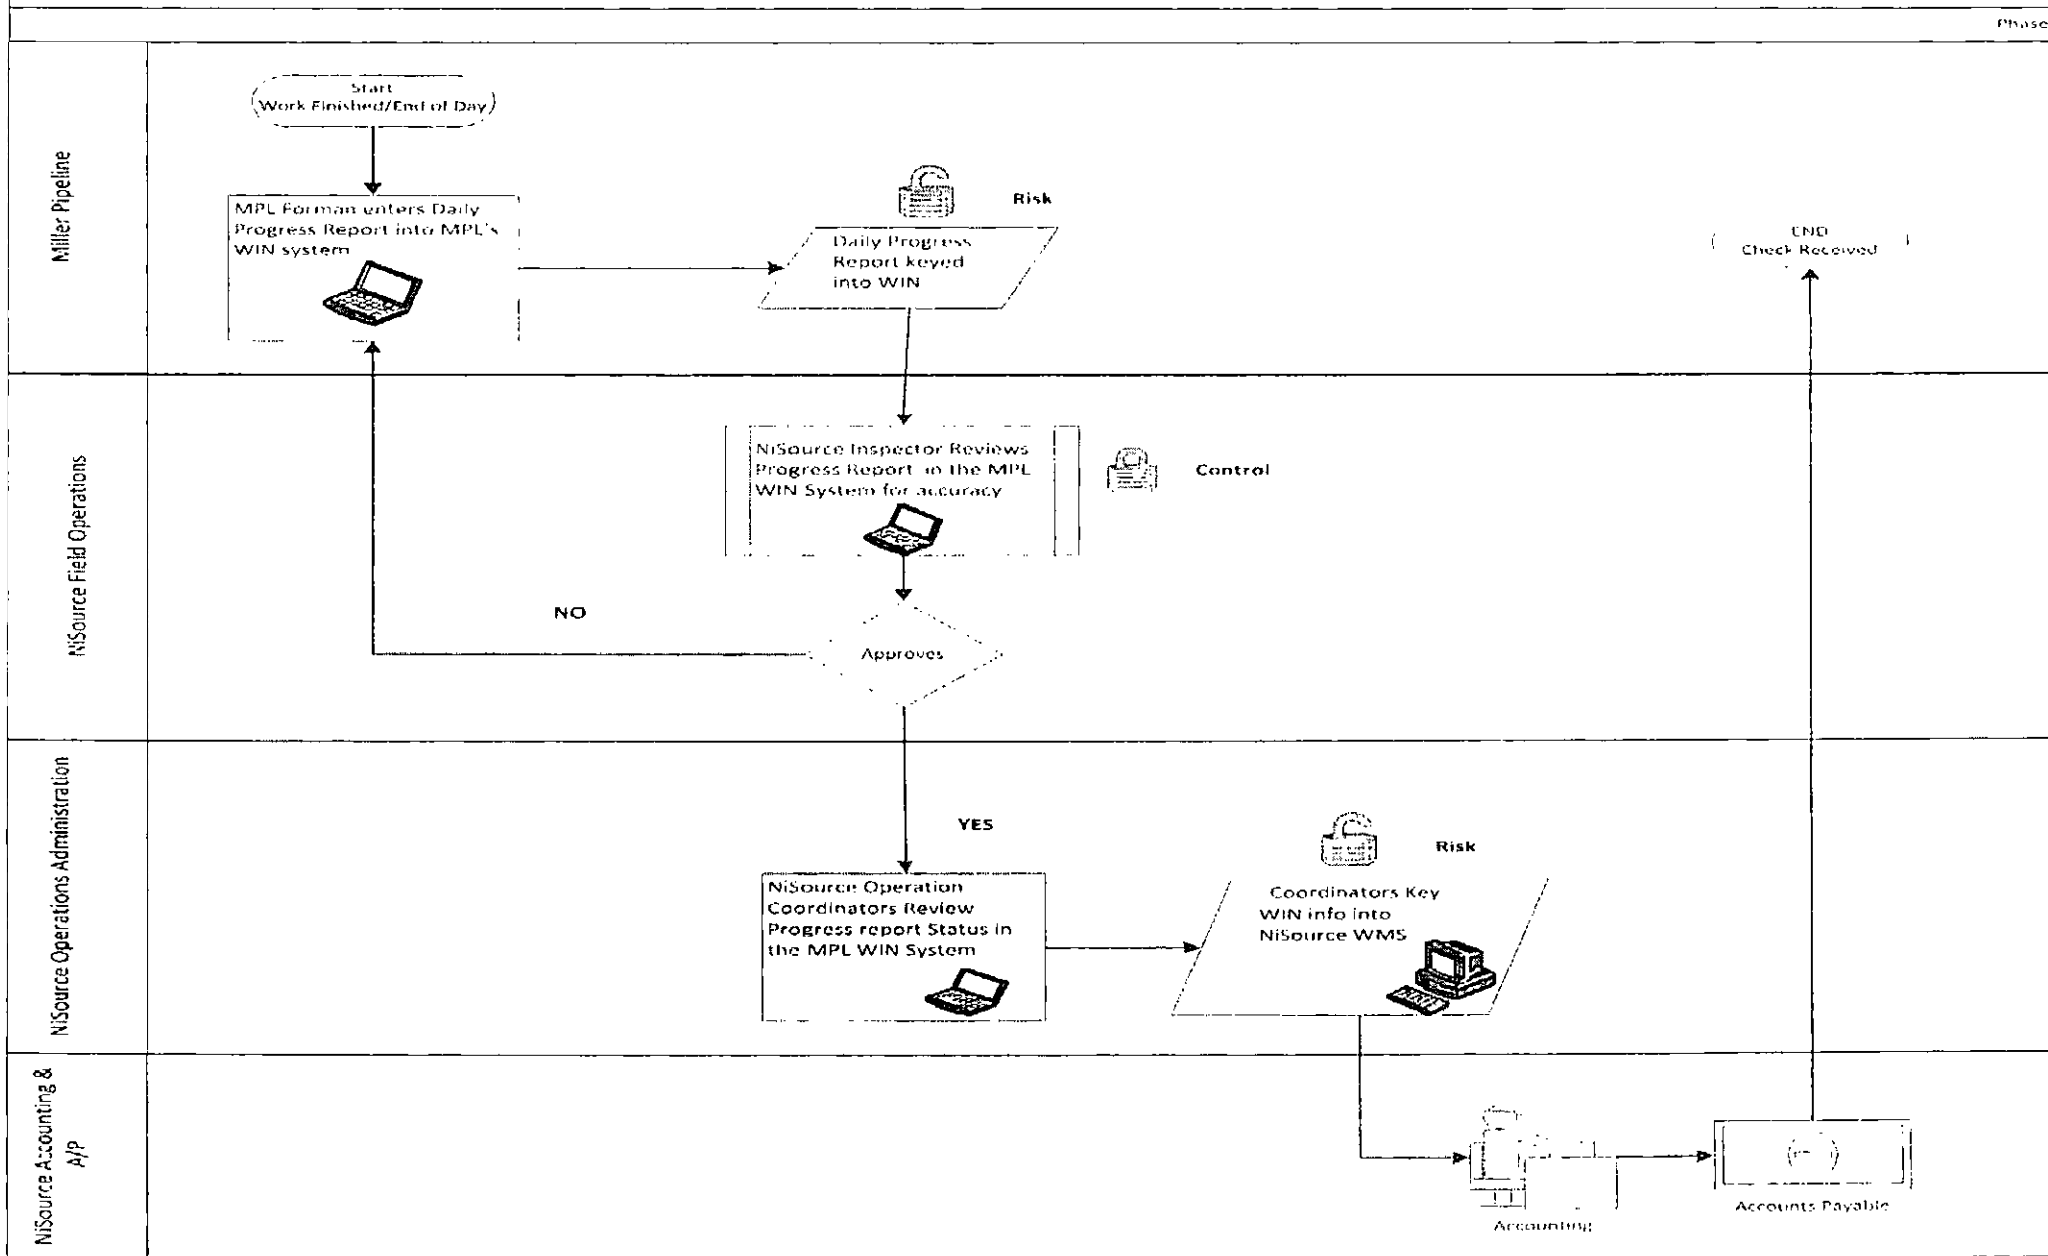 Phase
Miller Pipeline
Start
Work Finished/End of Day
MPL Forman enters Daily
Progress Report into MPL's
WIN system
Risk
Daily Progress
Report keyed
into WIN
END
Check Received
NiSource Field Operations
NiSource Inspector Reviews
Progress Report in the MPL
WIN System for accuracy
Control
NO
Approves
NiSource Operations Administration
YES
NiSource Operation
Coordinators Review
Progress report Status in
the MPL WIN System
Risk
Coordinators Key
WIN info into
NiSource WMS
NiSource Accounting &
A/P
Accounting
Accounts Payable